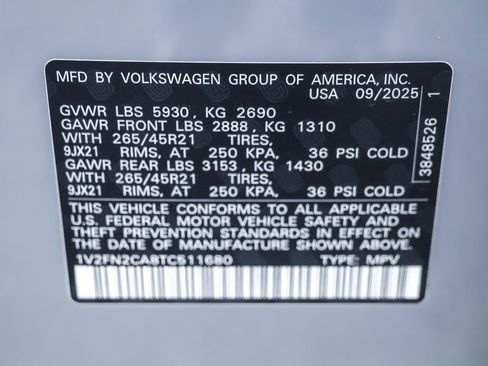 MFD BY VOLKSWAGEN GROUP OF AMERICA, INC.
USA 09/2025
GVWR LBS 5930, KG 2690
GAWR FRONT LBS 2888, KG 1310
WITH 265/45R21 TIRES,
9JX21 RIMS, AT 250 KPA, 36 PSI COLD
GAWR REAR LBS 3153, KG 1430
WITH 265/45R21 TIRES,
9JX21 RIMS, AT 250 KPA, 36 PSI COLD
THIS VEHICLE CONFORMS TO ALL APPLICABLE
U.S. FEDERAL MOTOR VEHICLE SAFETY AND
THEFT PREVENTION STANDARDS IN EFFECT ON
THE DATE OF MANUFACTURE SHOWN ABOVE.
1V2FN2CA8TC511680 TYPE: MPV
3848526 1